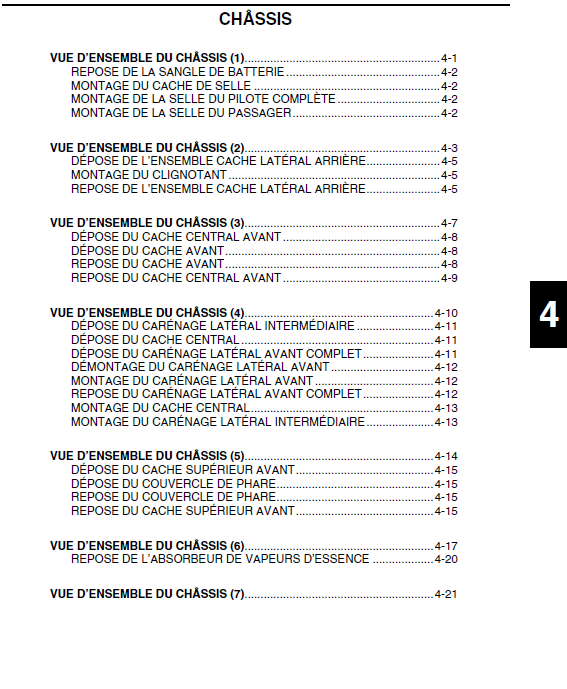 CHÂSSIS
VUE D'ENSEMBLE DU CHÂSSIS (1)............................................................4-1
REPOSE DE LA SANGLE DE BATTERIE................................................4-2
MONTAGE DU CACHE DE SELLE ..........................................................4-2
MONTAGE DE LA SELLE DU PILOTE COMPLÈTE ................................4-2
MONTAGE DE LA SELLE DU PASSAGER..............................................4-2
VUE D'ENSEMBLE DU CHÂSSIS (2)............................................................4-3
DÉPOSE DE L'ENSEMBLE CACHE LATÉRAL ARRIÈRE.......................4-5
MONTAGE DU CLIGNOTANT ..................................................................4-5
REPOSE DE L'ENSEMBLE CACHE LATÉRAL ARRIÈRE.......................4-5
VUE D'ENSEMBLE DU CHÂSSIS (3)............................................................4-7
DÉPOSE DU CACHE CENTRAL AVANT .................................................4-8
DÉPOSE DU CACHE AVANT...................................................................4-8
REPOSE DU CACHE AVANT...................................................................4-8
REPOSE DU CACHE CENTRAL AVANT .................................................4-9
4
VUE D'ENSEMBLE DU CHÂSSIS (4)..........................................................4-10
DÉPOSE DU CARÉNAGE LATÉRAL INTERMÉDIAIRE ........................4-11
DÉPOSE DU CACHE CENTRAL............................................................4-11
DÉPOSE DU CARÉNAGE LATÉRAL AVANT COMPLET......................4-11
DÉMONTAGE DU CARÉNAGE LATÉRAL AVANT................................4-12
MONTAGE DU CARÉNAGE LATÉRAL AVANT.....................................4-12
REPOSE DU CARÉNAGE LATÉRAL AVANT COMPLET......................4-12
MONTAGE DU CACHE CENTRAL.........................................................4-13
MONTAGE DU CARÉNAGE LATÉRAL INTERMÉDIAIRE.....................4-13
VUE D'ENSEMBLE DU CHÂSSIS (5)..........................................................4-14
DÉPOSE DU CACHE SUPÉRIEUR AVANT...........................................4-15
DÉPOSE DU COUVERCLE DE PHARE.................................................4-15
REPOSE DU COUVERCLE DE PHARE.................................................4-15
REPOSE DU CACHE SUPÉRIEUR AVANT...........................................4-15
VUE D'ENSEMBLE DU CHÂSSIS (6)..........................................................4-17
REPOSE DE L'ABSORBEUR DE VAPEURS D'ESSENCE ...................4-20
VUE D'ENSEMBLE DU CHÂSSIS (7)..........................................................4-21